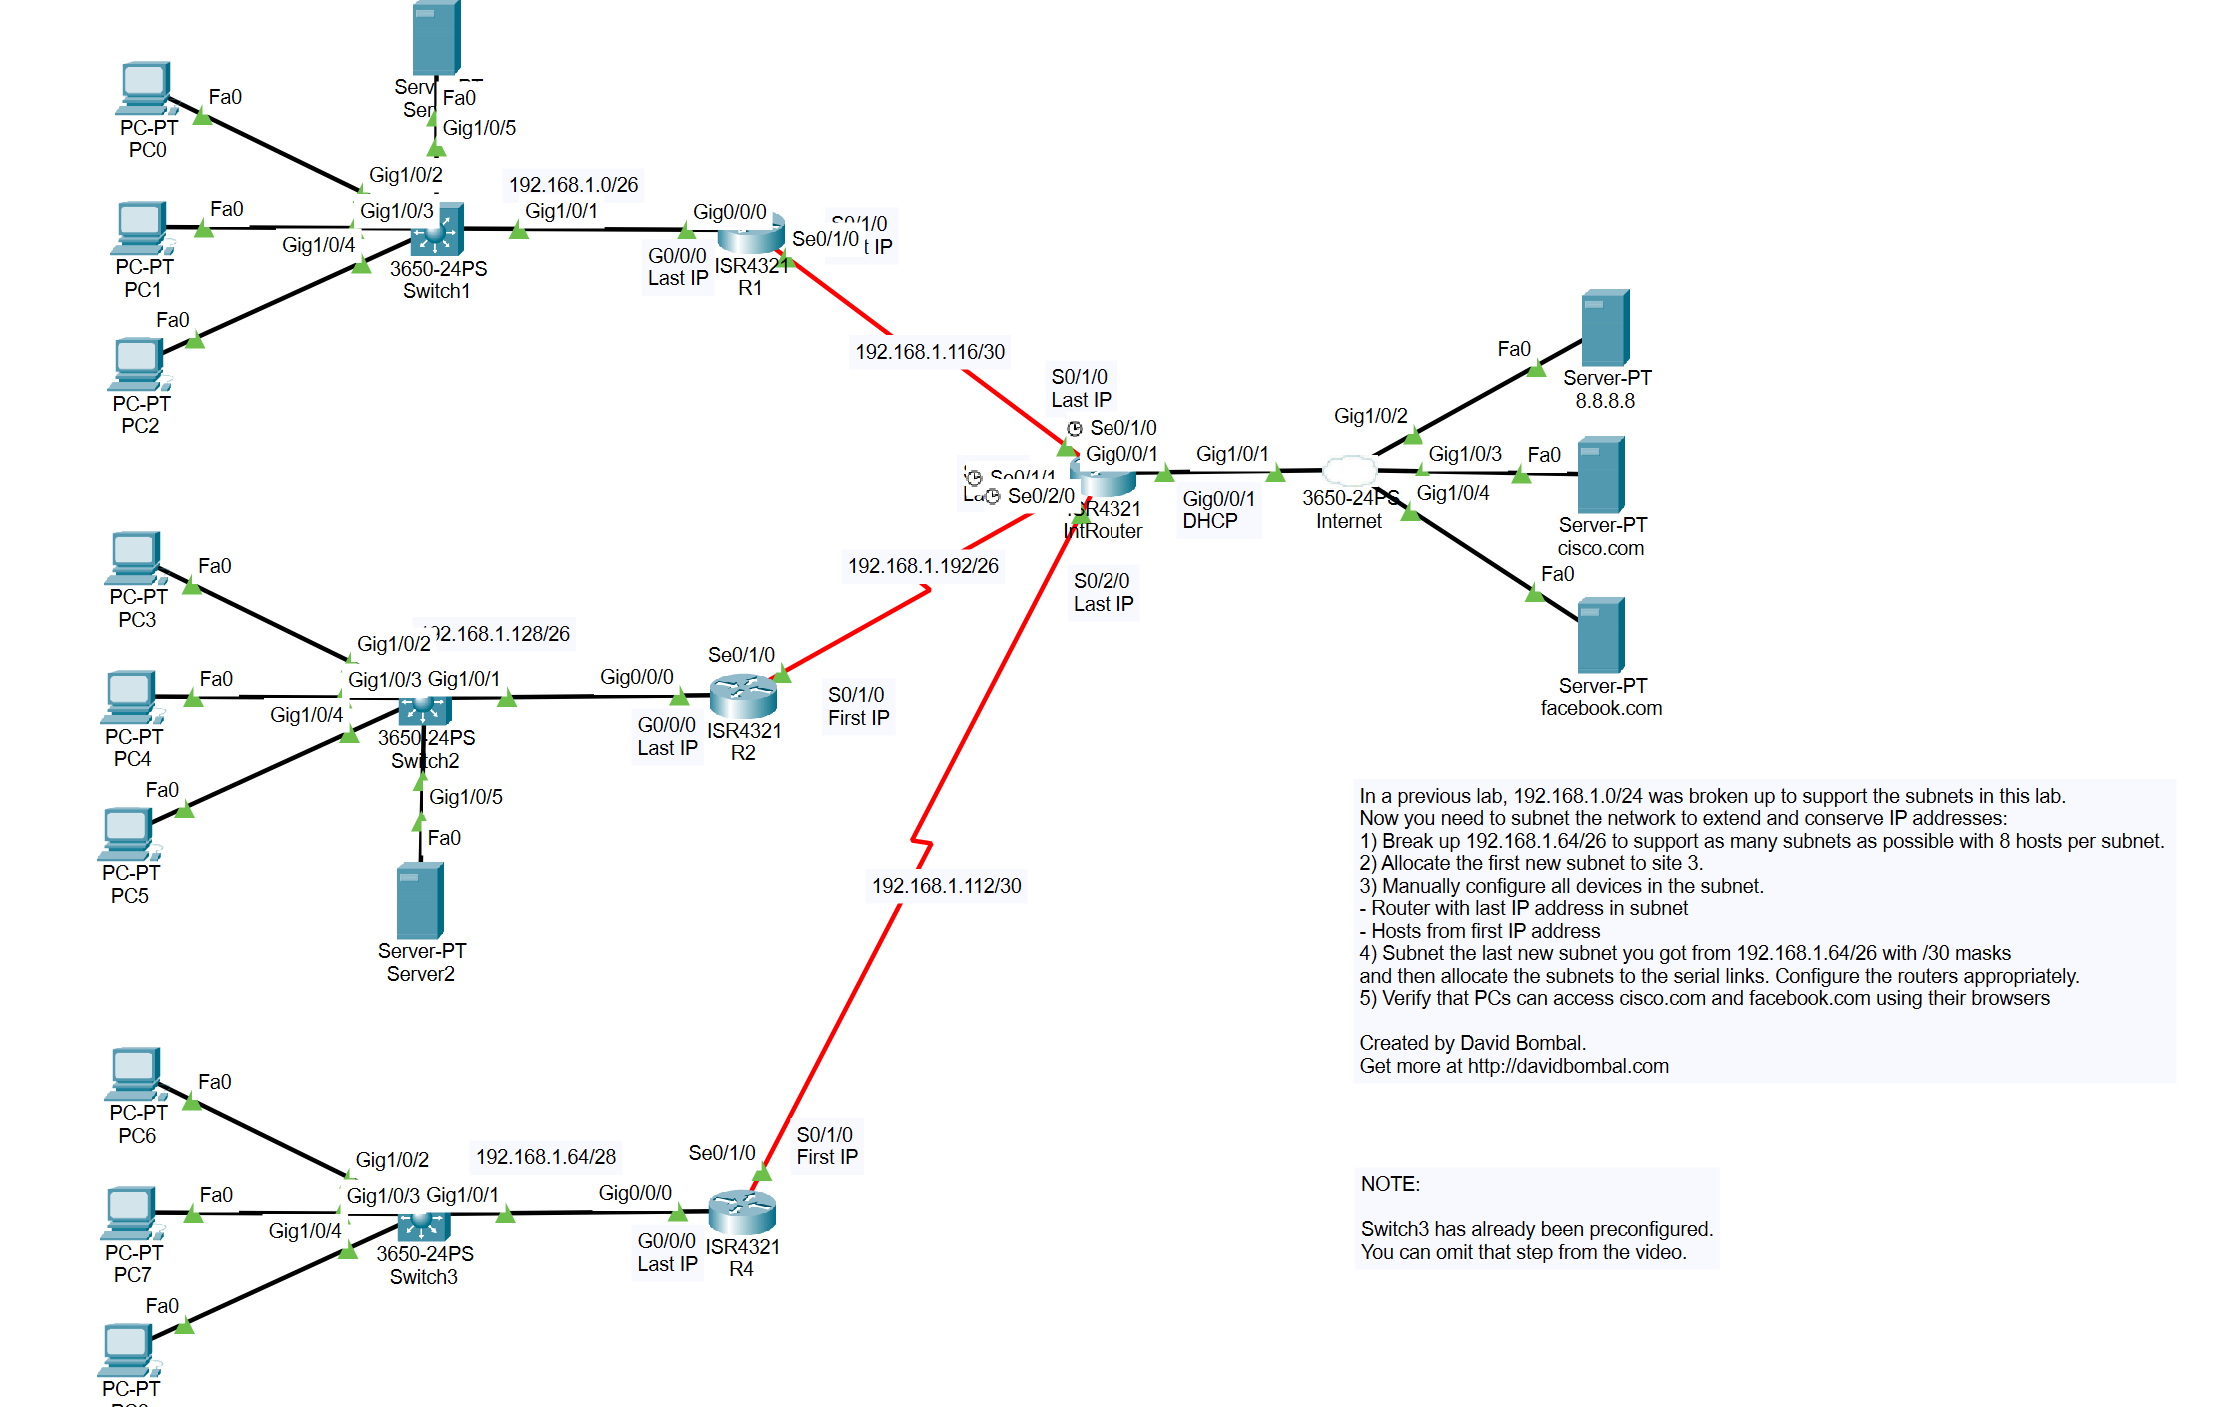 PC-PT
PC0
Fa0
Fa0
Gig1/0/5
Gig1/0/2
192.168.1.0/26
PC-PT
PC1
Fa0
Gig1/0/3
Gig1/0/4
Gig1/0/1
3650-24PS
Switch1
Gig0/0/0
G0/0/0
Last IP
ISR4321
R1
Se0/1/0
IP
Fa0
PC-PT
PC2
192.168.1.116/30
S0/1/0
Last IP
Se0/1/0
Gig0/0/1
Se0/2/0
ISR4321
IntRouter
Gig1/0/1
Gig0/0/1
DHCP
3650-24PS
Internet
Gig1/0/2
Fa0
Server-PT
8.8.8.8
Gig1/0/3
Fa0
Server-PT
cisco.com
Gig1/0/4
Fa0
Server-PT
facebook.com
192.168.1.192/26
S0/2/0
Last IP
PC-PT
PC3
Fa0
Gig1/0/2
192.168.1.128/26
PC-PT
PC4
Fa0
Gig1/0/3
Gig1/0/1
Gig1/0/4
3650-24PS
Switch2
Gig0/0/0
G0/0/0
Last IP
Se0/1/0
ISR4321
R2
S0/1/0
First IP
Fa0
PC-PT
PC5
Gig1/0/5
Fa0
Server-PT
Server2
192.168.1.112/30
In a previous lab, 192.168.1.0/24 was broken up to support the subnets in this lab.
Now you need to subnet the network to extend and conserve IP addresses:
1) Break up 192.168.1.64/26 to support as many subnets as possible with 8 hosts per subnet.
2) Allocate the first new subnet to site 3.
3) Manually configure all devices in the subnet.
- Router with last IP address in subnet
- Hosts from first IP address
4) Subnet the last new subnet you got from 192.168.1.64/26 with /30 masks
and then allocate the subnets to the serial links. Configure the routers appropriately.
5) Verify that PCs can access cisco.com and facebook.com using their browsers
Created by David Bombal.
Get more at http://davidbombal.com
PC-PT
PC6
Fa0
Gig1/0/2
192.168.1.64/28
PC-PT
PC7
Fa0
Gig1/0/3
Gig1/0/1
Gig1/0/4
3650-24PS
Switch3
Gig0/0/0
G0/0/0
Last IP
Se0/1/0
ISR4321
R4
S0/1/0
First IP
Fa0
PC-PT
NOTE:
Switch3 has already been preconfigured.
You can omit that step from the video.